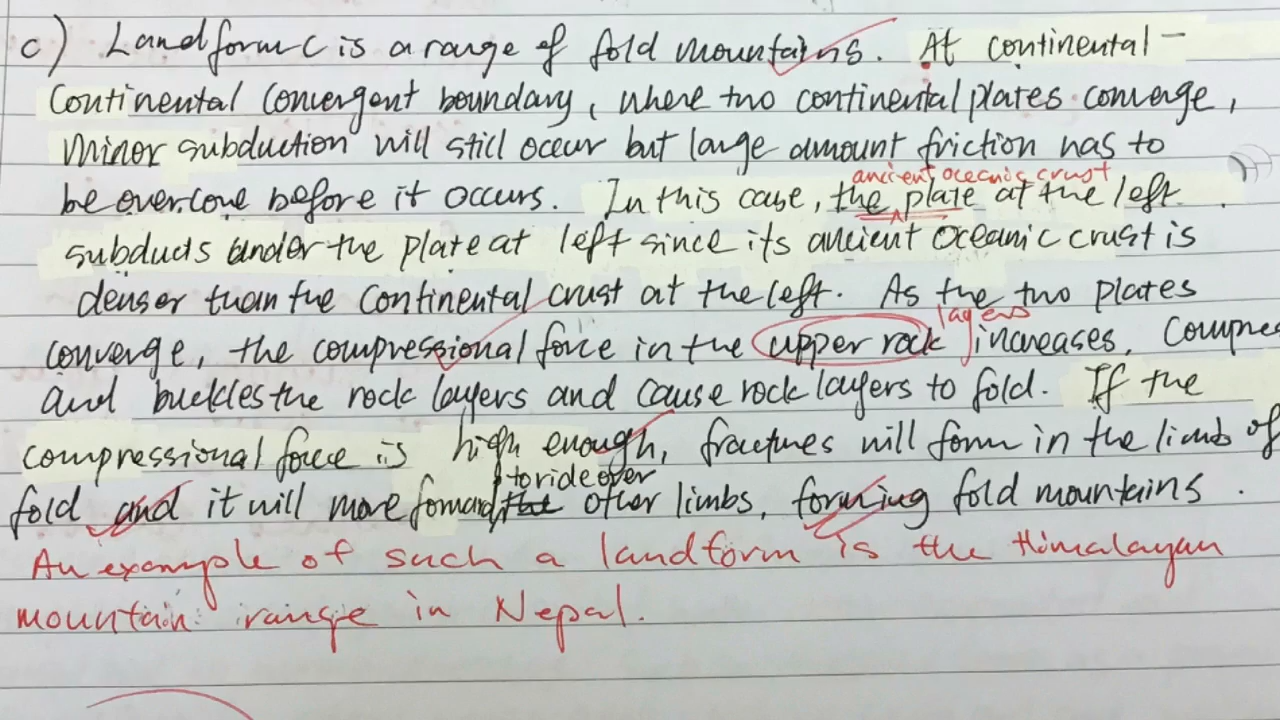 c) Landform C is a range of fold mountains. At continental-
continental convergent boundary, where two continental plates converge,
minor subduction will still occur but large amount friction has to
ancient oceanic crust
be overcome before it occurs. In this case, the plate at the left
subducts under the plate at left since its ancient oceanic crust is
denser than the continental crust at the left. As the two plates
layers
converge, the compressional force in the upper rock increases, Compres
and buckles the rock layers and cause rock layers to fold. If the
compressional force is high enough, fractures will form in the limb of
to ride over
fold and it will move forward the other limbs, forming fold mountains.
An example of such a landform is the Himalayan
mountain range in Nepal.